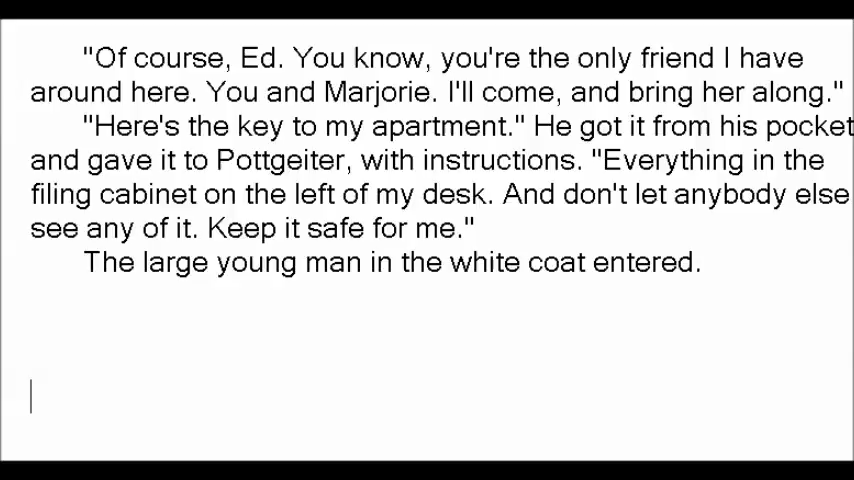 "Of course, Ed. You know, you're the only friend I have
around here. You and Marjorie. I'll come, and bring her along."
"Here's the key to my apartment." He got it from his pocket
and gave it to Pottgeiter, with instructions. "Everything in the
filing cabinet on the left of my desk. And don't let anybody else
see any of it. Keep it safe for me."
The large young man in the white coat entered.